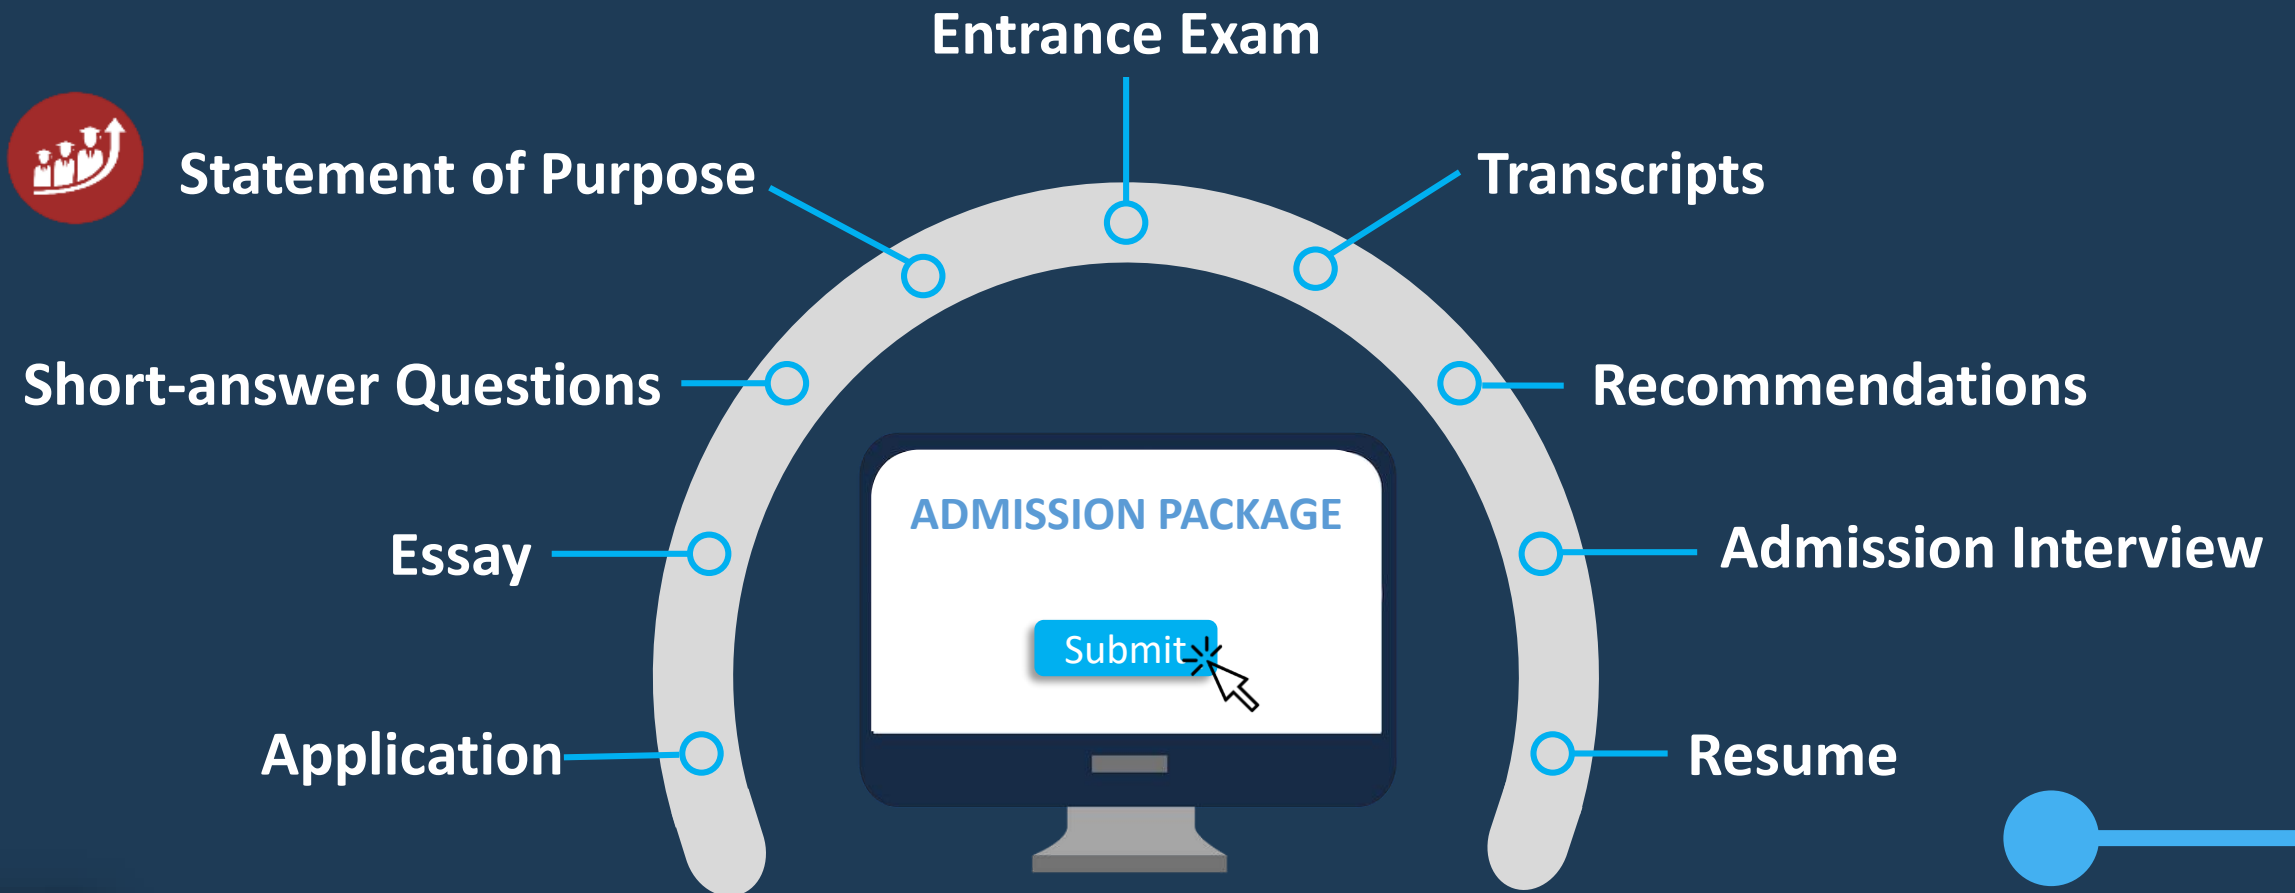 Entrance Exam
Statement of Purpose
Transcripts
Short-answer Questions
Recommendations
ADMISSION PACKAGE
Essay
Admission Interview
Submit
Application
Resume